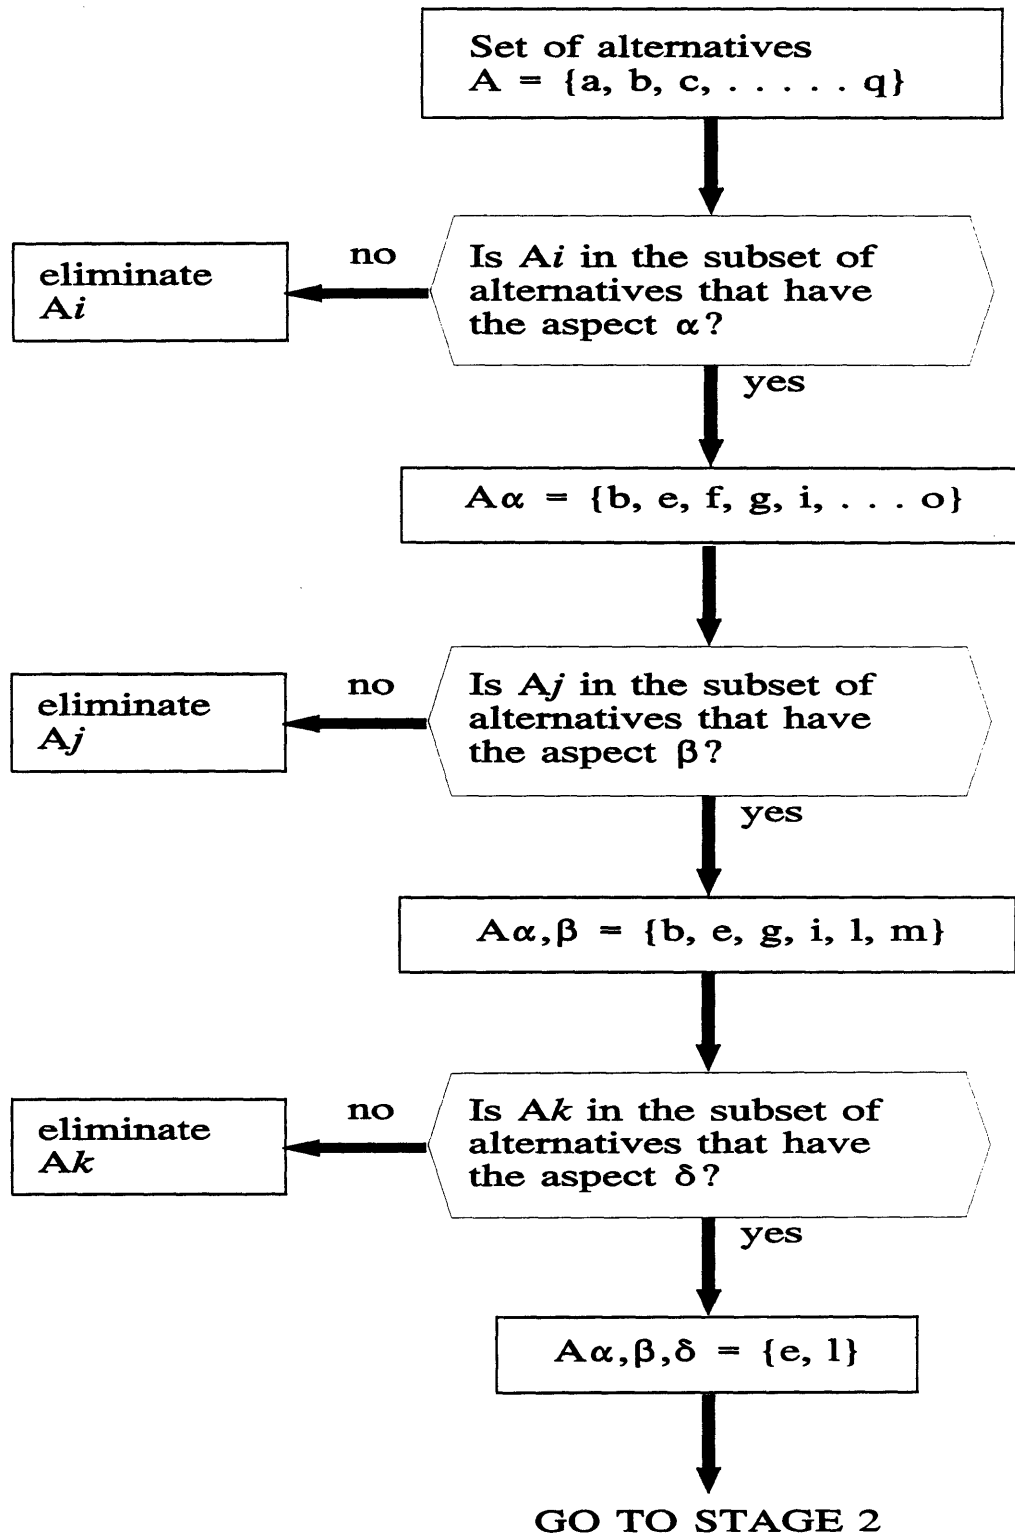 Set of alternatives
A = {a, b, c, . . . . . q}
no
Is Ai in the subset of
alternatives that have
the aspect α?
eliminate
Ai
yes
Aα = {b, e, f, g, i, . . . o}
no
Is Aj in the subset of
alternatives that have
the aspect β?
eliminate
Aj
yes
Aα,β = {b, e, g, i, l, m}
no
Is Ak in the subset of
alternatives that have
the aspect δ?
eliminate
Ak
yes
Aα,β,δ = {e, l}
GO TO STAGE 2